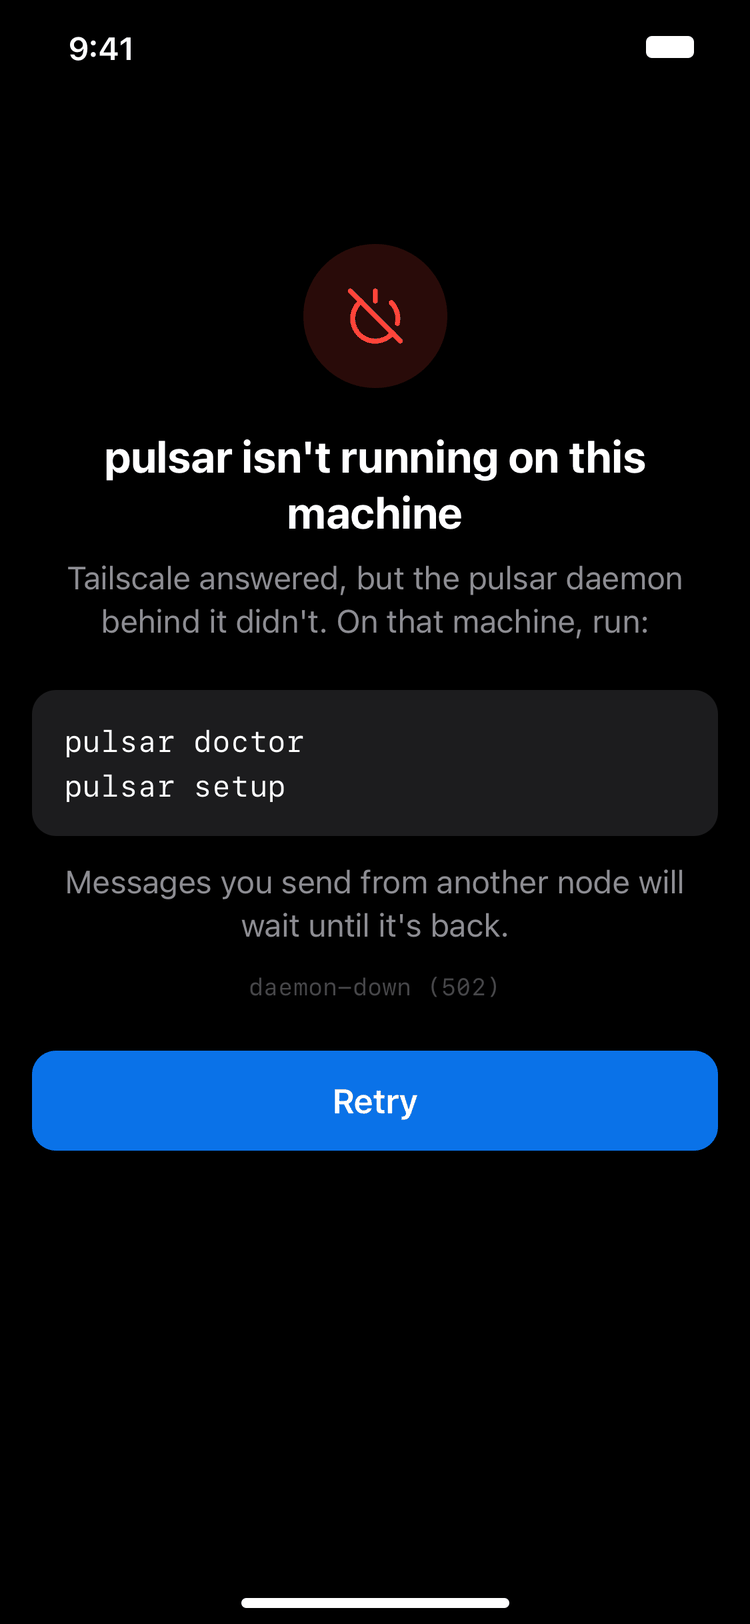 9:41
pulsar isn't running on this
machine
Tailscale answered, but the pulsar daemon
behind it didn't. On that machine, run:
pulsar doctor
pulsar setup
Messages you send from another node will
wait until it's back.
daemon-down (502)
Retry